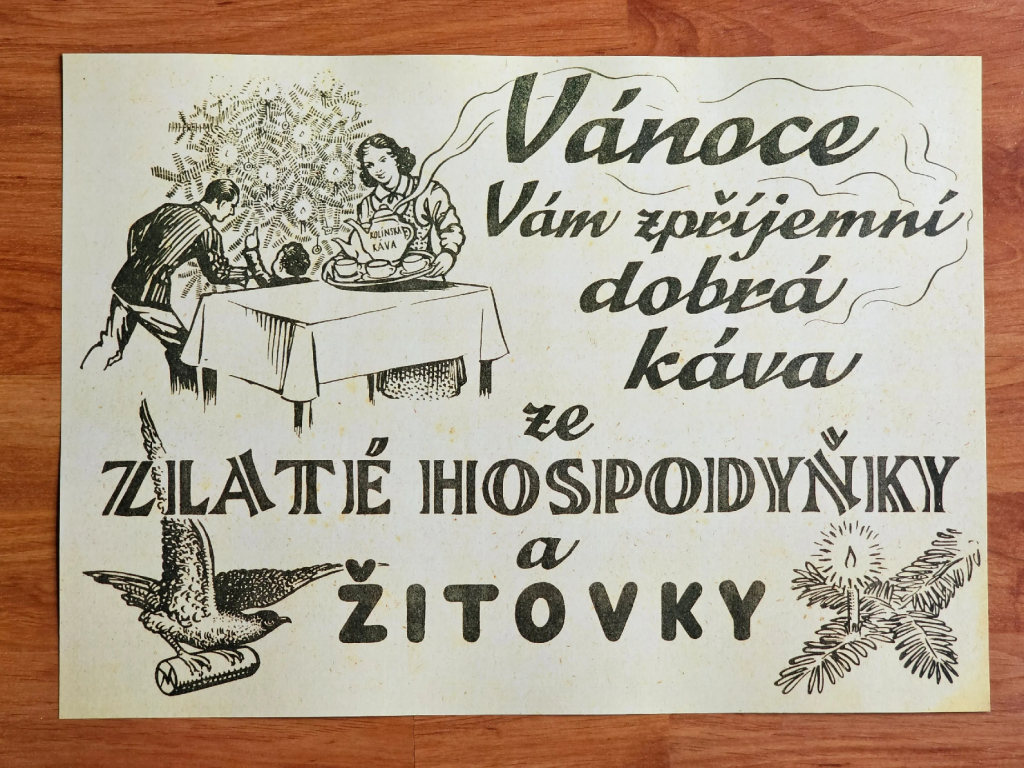 Vánoce
Vám zpříjemní
dobrá
káva
ze
ZLATÉ HOSPODYŇKY
a
ŽITOVKY
KOLÍNSKÁ
KÁVA